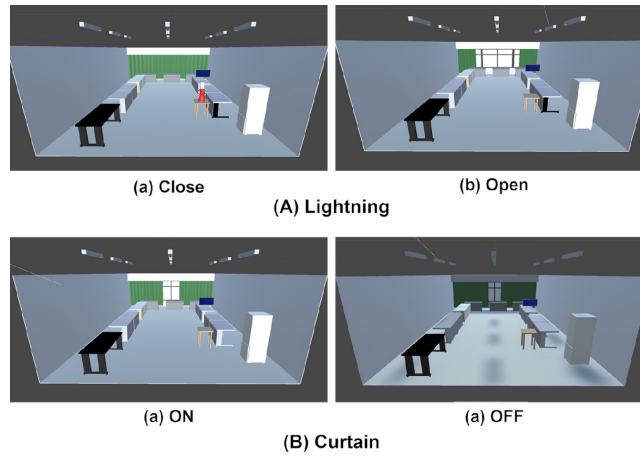 (a) Close
(b) Open
(A) Lightning
(a) ON
(a) OFF
(B) Curtain